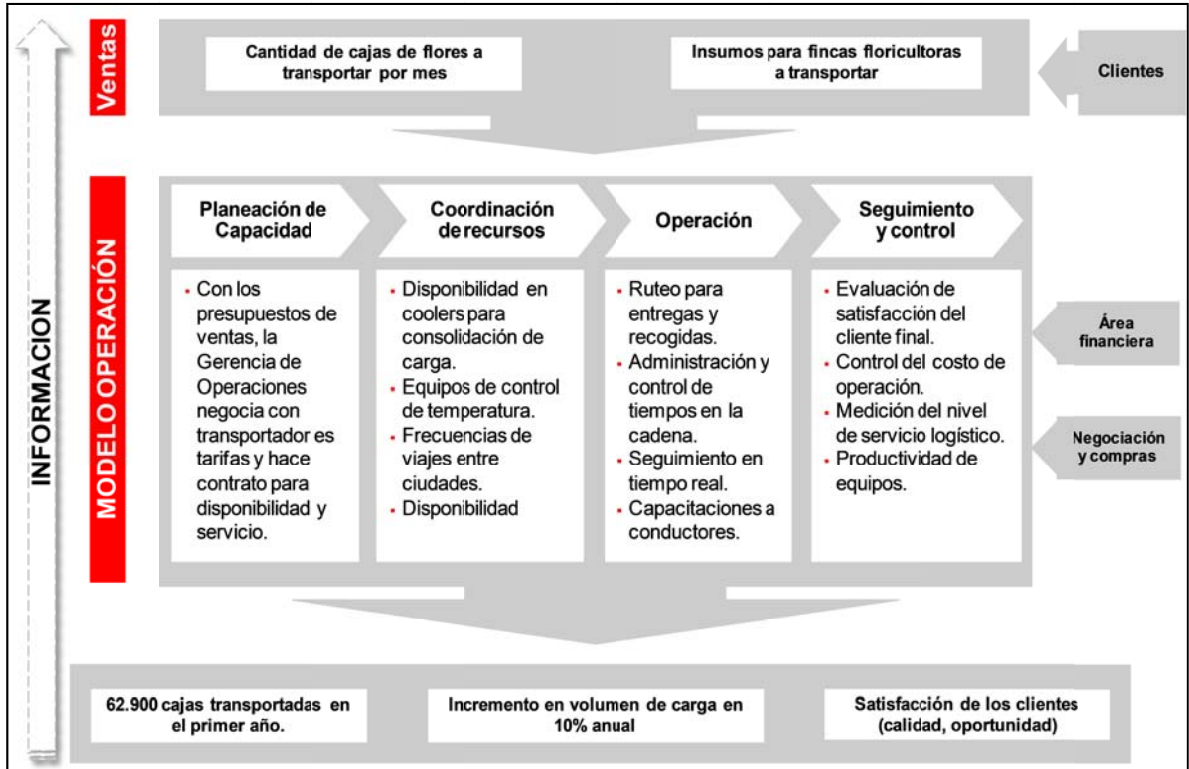 INFORMACION
Ventas
Cantidad de cajas de flores a
transportar por mes
Insumos para fincas floricultoras
a transportar
Clientes
MODELO OPERACIÓN
Planeación de
Capacidad
Coordinación
de recursos
Operación
Seguimiento
y control
▪ Con los
presupuestos de
ventas, la
Gerencia de
Operaciones
negocia con
transportador es
tarifas y hace
contrato para
disponibilidad y
servicio.
▪ Disponibilidad en
coolers para
consolidación de
carga.
▪ Equipos de control
de temperatura.
▪ Frecuencias de
viajes entre
ciudades.
▪ Disponibilidad
▪ Ruteo para
entregas y
recogidas.
▪ Administración y
control de
tiempos en la
cadena.
▪ Seguimiento en
tiempo real.
▪ Capacitaciones a
conductores.
▪ Evaluación de
satisfacción del
cliente final.
▪ Control del costo de
operación.
▪ Medición del nivel
de servicio logístico.
▪ Productividad de
equipos.
Área
financiera
Negociación
y compras
62.900 cajas transportadas en
el primer año.
Incremento en volumen de carga en
10% anual
Satisfacción de los clientes
(calidad, oportunidad)